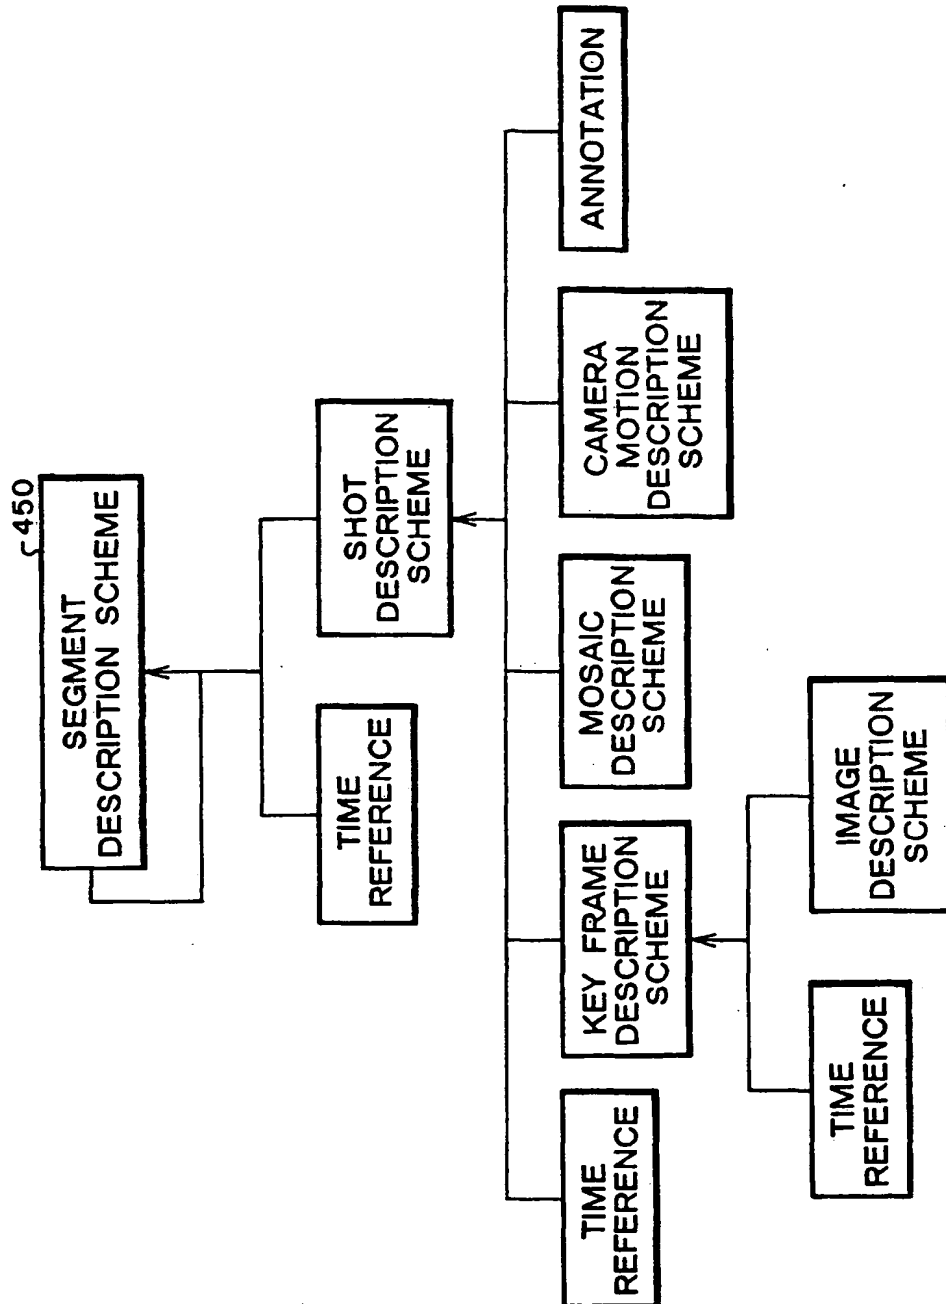 450
SEGMENT
DESCRIPTION SCHEME
TIME
REFERENCE
SHOT
DESCRIPTION
SCHEME
TIME
REFERENCE
KEY FRAME
DESCRIPTION
SCHEME
MOSAIC
DESCRIPTION
SCHEME
CAMERA
MOTION
DESCRIPTION
SCHEME
ANNOTATION
TIME
REFERENCE
IMAGE
DESCRIPTION
SCHEME